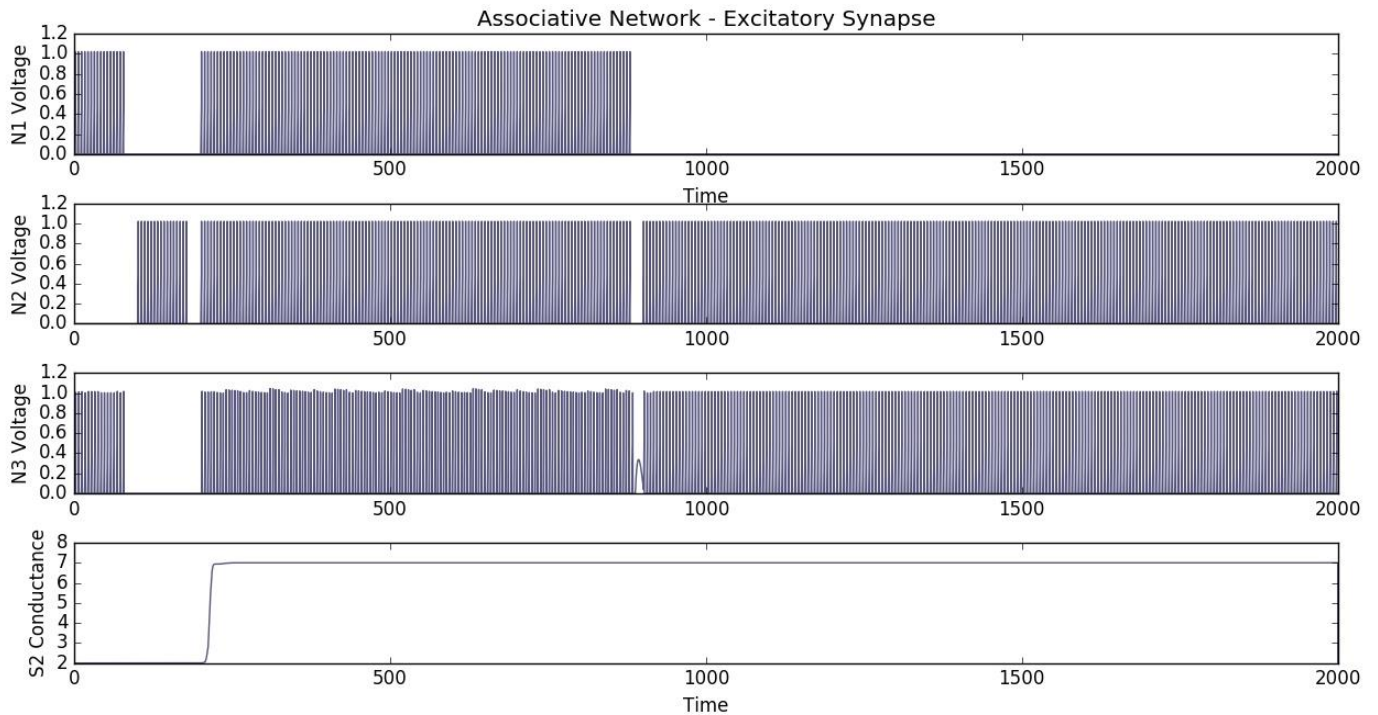 Associative Network - Excitatory Synapse
N1 Voltage
1.2
1.0
0.8
0.6
0.4
0.2
0.0
0 500 1000 1500 2000
Time
N2 Voltage
1.2
1.0
0.8
0.6
0.4
0.2
0.0
0 500 1000 1500 2000
N3 Voltage
1.2
1.0
0.8
0.6
0.4
0.2
0.0
0 500 1000 1500 2000
S2 Conductance
8
7
6
5
4
3
2
0 500 1000 1500 2000
Time